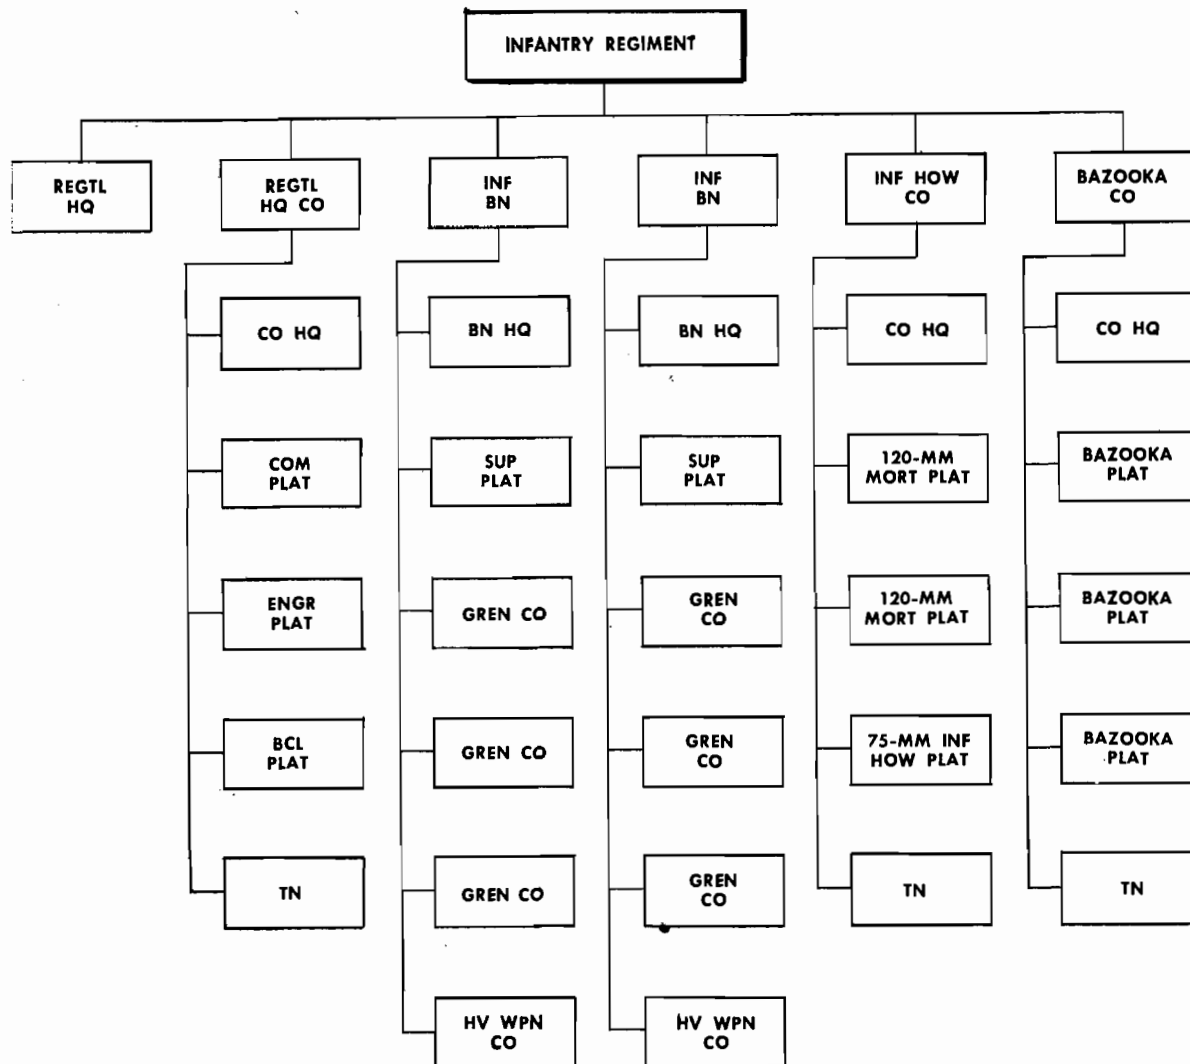 INFANTRY REGIMENT
REGTL
HQ
REGTL
HQ CO
INF
BN
INF
BN
INF HOW
CO
BAZOOKA
CO
CO HQ
BN HQ
BN HQ
CO HQ
CO HQ
COM
PLAT
SUP
PLAT
SUP
PLAT
120-MM
MORT PLAT
BAZOOKA
PLAT
ENGR
PLAT
GREN CO
GREN
CO
120-MM
MORT PLAT
BAZOOKA
PLAT
BCL
PLAT
GREN CO
GREN
CO
75-MM INF
HOW PLAT
BAZOOKA
PLAT
TN
GREN CO
GREN
CO
TN
TN
HV WPN
CO
HV WPN
CO